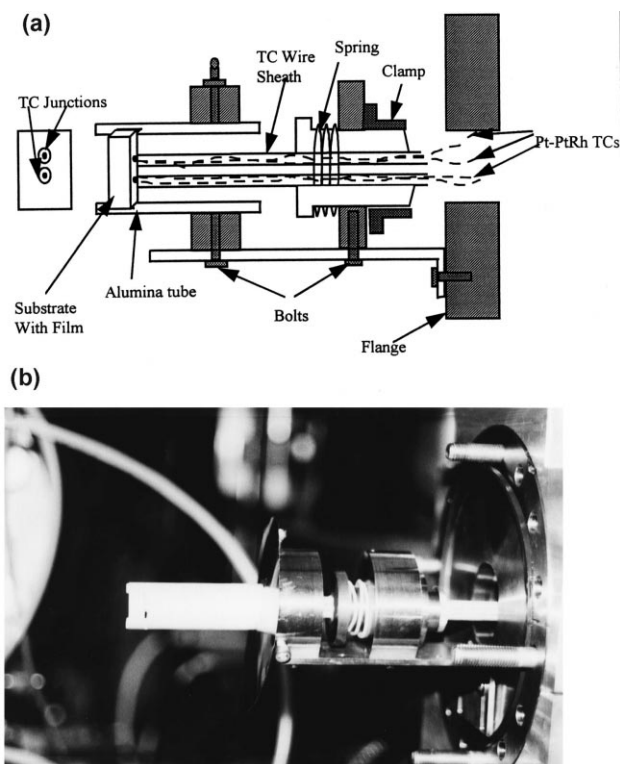 (a)
TC Wire
Sheath
Spring
Clamp
TC Junctions
Pt-PtRh TCs
Substrate
With Film
Alumina tube
Bolts
Flange
(b)